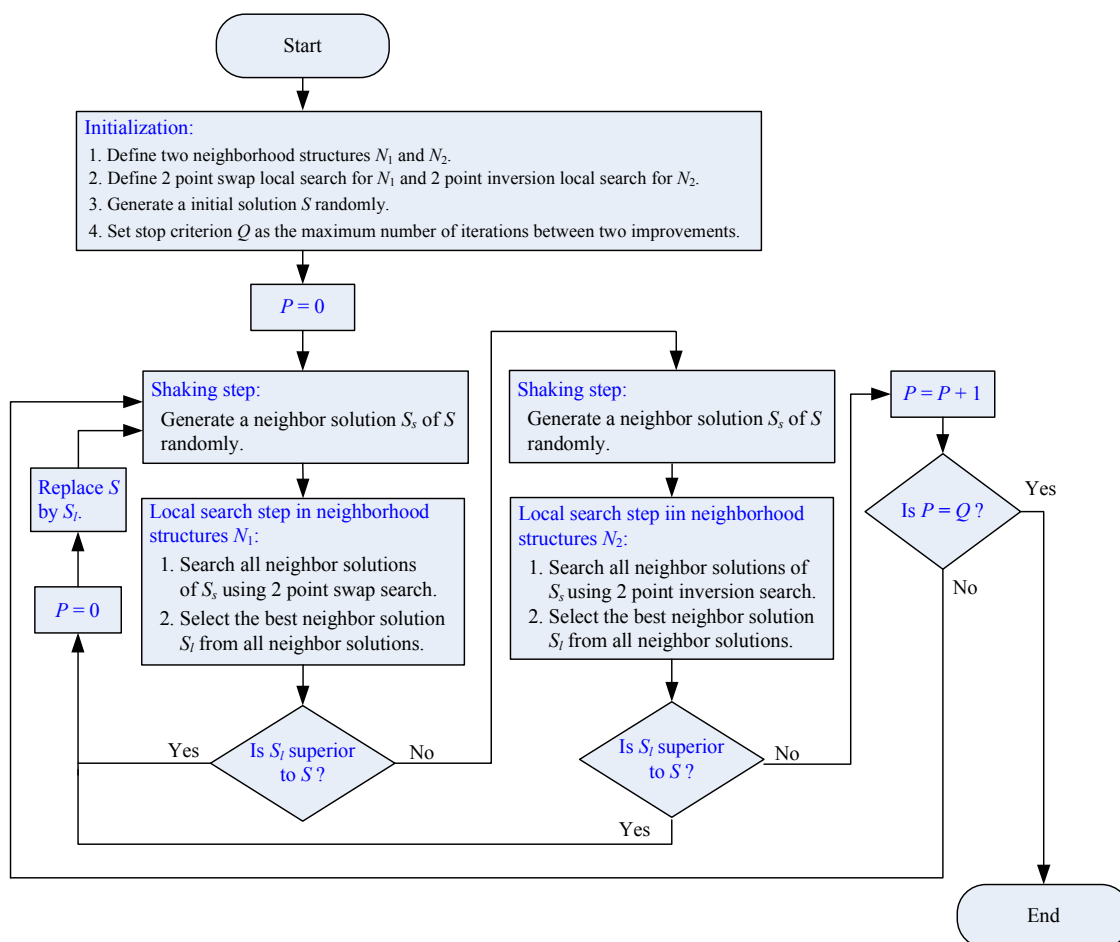 Start
Initialization:
1. Define two neighborhood structures N1 and N2.
2. Define 2 point swap local search for N1 and 2 point inversion local search for N2.
3. Generate a initial solution S randomly.
4. Set stop criterion Q as the maximum number of iterations between two improvements.
P = 0
Shaking step:
Generate a neighbor solution Ss of S
randomly.
Replace S
by Sl.
P = 0
Local search step in neighborhood
structures N1:
1. Search all neighbor solutions
of Ss using 2 point swap search.
2. Select the best neighbor solution
Sl from all neighbor solutions.
Is Sl superior
to S ?
Yes
No
Shaking step:
Generate a neighbor solution Ss of S
randomly.
Local search step iin neighborhood
structures N2:
1. Search all neighbor solutions of
Ss using 2 point inversion search.
2. Select the best neighbor solution
Sl from all neighbor solutions.
Is Sl superior
to S ?
No
Yes
P = P + 1
Is P = Q ?
Yes
No
End